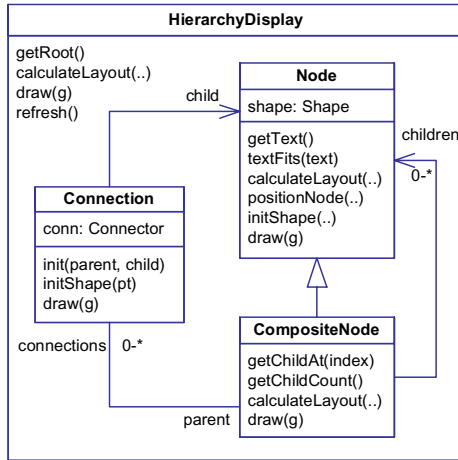 HierarchyDisplay
getRoot()
calculateLayout(..)
draw(g)
refresh()
child
Node
shape: Shape
getText()
textFits(text)
calculateLayout(..)
positionNode(..)
initShape(..)
draw(g)
children
0-*
Connection
conn: Connector
init(parent, child)
initShape(pt)
draw(g)
connections 0-*
CompositeNode
getChildAt(index)
getChildCount()
calculateLayout(..)
draw(g)
parent